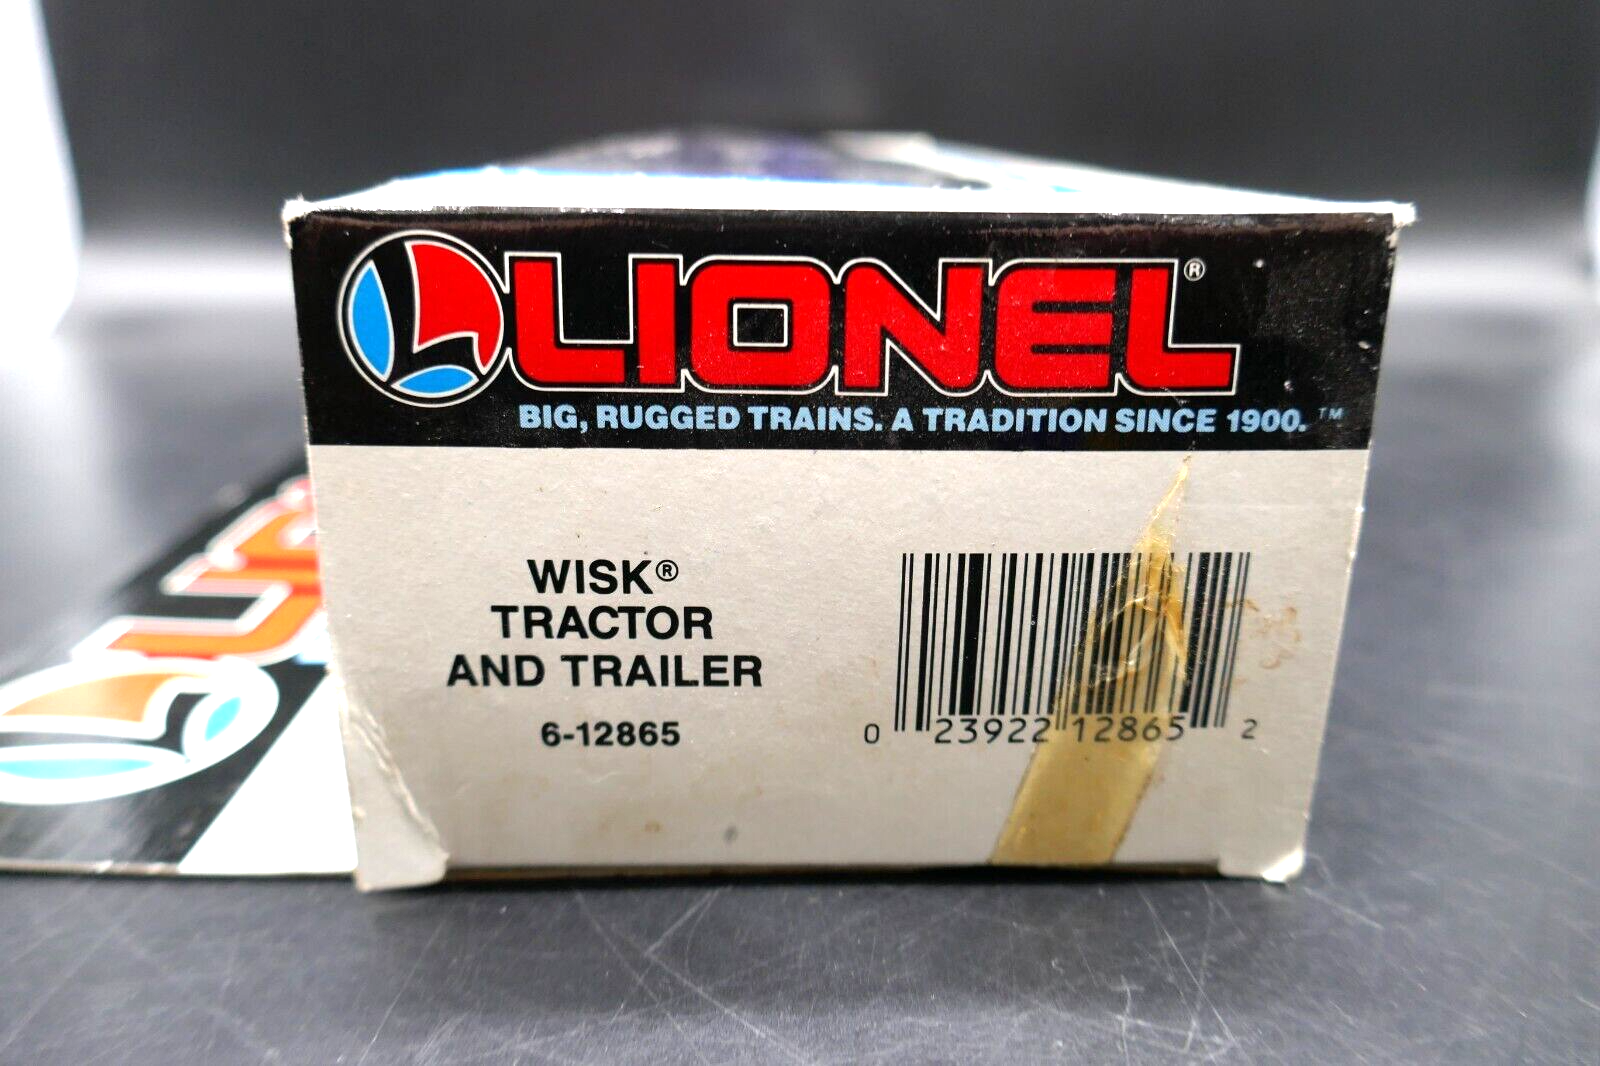 LIONEL®
BIG, RUGGED TRAINS. A TRADITION SINCE 1900.™
WISK®
TRACTOR
AND TRAILER
6-12865
0 23922 12865 2